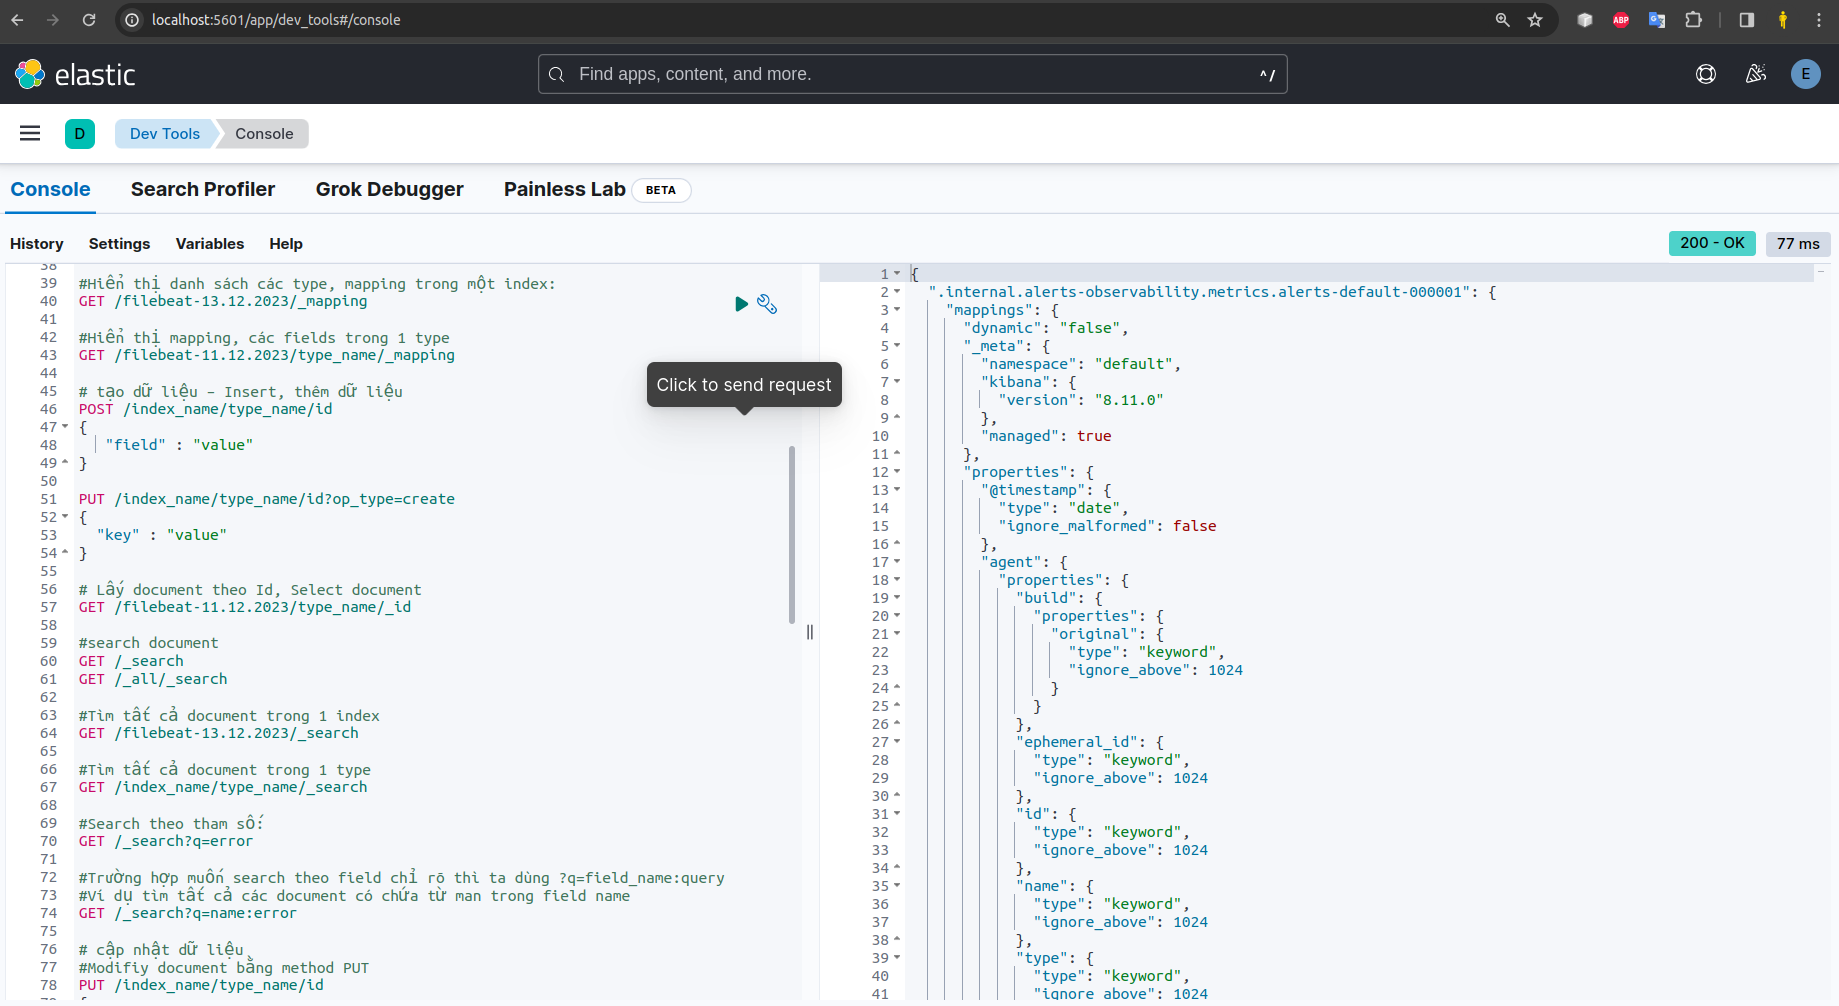 localhost:5601/app/dev_tools#/console
ABP
elastic
Find apps, content, and more.
^/
E
D
Dev Tools
Console
Console
Search Profiler
Grok Debugger
Painless Lab
BETA
History
Settings
Variables
Help
200 - OK
77 ms
38
39 #Hiển thị danh sách các type, mapping trong một index:
40 GET /filebeat-13.12.2023/_mapping
41
42 #Hiển thị mapping, các fields trong 1 type
43 GET /filebeat-11.12.2023/type_name/_mapping
44
45 # tạo dữ liệu – Insert, thêm dữ liệu
46 POST /index_name/type_name/id
47 {
48 "field" : "value"
49 }
50
51 PUT /index_name/type_name/id?op_type=create
52 {
53 "key" : "value"
54 }
55
56 # Lấy document theo Id, Select document
57 GET /filebeat-11.12.2023/type_name/_id
58
59 #search document
60 GET /_search
61 GET /_all/_search
62
63 #Tìm tất cả document trong 1 index
64 GET /filebeat-13.12.2023/_search
65
66 #Tìm tất cả document trong 1 type
67 GET /index_name/type_name/_search
68
69 #Search theo tham số:
70 GET /_search?q=error
71
72 #Trường hợp muốn search theo field chỉ rõ thì ta dùng ?q=field_name:query
73 #Ví dụ tìm tất cả các document có chứa từ man trong field name
74 GET /_search?q=name:error
75
76 # cập nhật dữ liệu
77 #Modifiy document bằng method PUT
78 PUT /index_name/type_name/id
79 {
Click to send request
1 {
2 ".internal.alerts-observability.metrics.alerts-default-000001": {
3 "mappings": {
4 "dynamic": "false",
5 "_meta": {
6 "namespace": "default",
7 "kibana": {
8 "version": "8.11.0"
9 },
10 "managed": true
11 },
12 "properties": {
13 "@timestamp": {
14 "type": "date",
15 "ignore_malformed": false
16 },
17 "agent": {
18 "properties": {
19 "build": {
20 "properties": {
21 "original": {
22 "type": "keyword",
23 "ignore_above": 1024
24 }
25 }
26 },
27 "ephemeral_id": {
28 "type": "keyword",
29 "ignore_above": 1024
30 },
31 "id": {
32 "type": "keyword",
33 "ignore_above": 1024
34 },
35 "name": {
36 "type": "keyword",
37 "ignore_above": 1024
38 },
39 "type": {
40 "type": "keyword",
41 "ignore_above": 1024